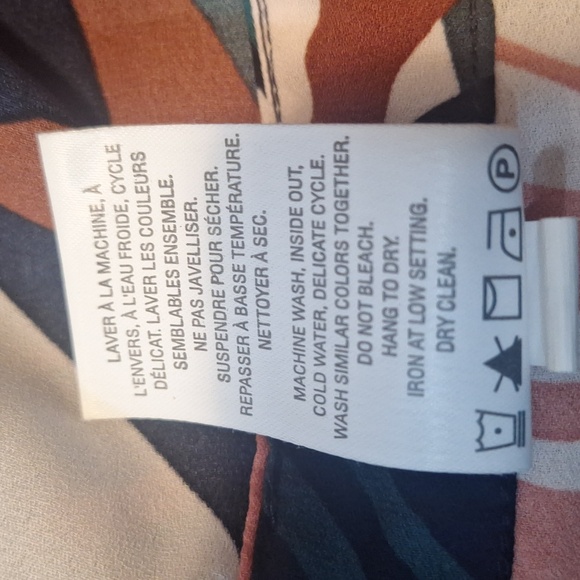 LAVER À LA MACHINE, À
L'ENVERS, À L'EAU FROIDE, CYCLE
DÉLICAT. LAVER LES COULEURS
SEMBLABLES ENSEMBLE.
NE PAS JAVELLISER.
SUSPENDRE POUR SÉCHER.
REPASSER À BASSE TEMPÉRATURE.
NETTOYER À SEC.
MACHINE WASH, INSIDE OUT,
COLD WATER, DELICATE CYCLE.
WASH SIMILAR COLORS TOGETHER.
DO NOT BLEACH.
HANG TO DRY.
IRON AT LOW SETTING.
DRY CLEAN.
P